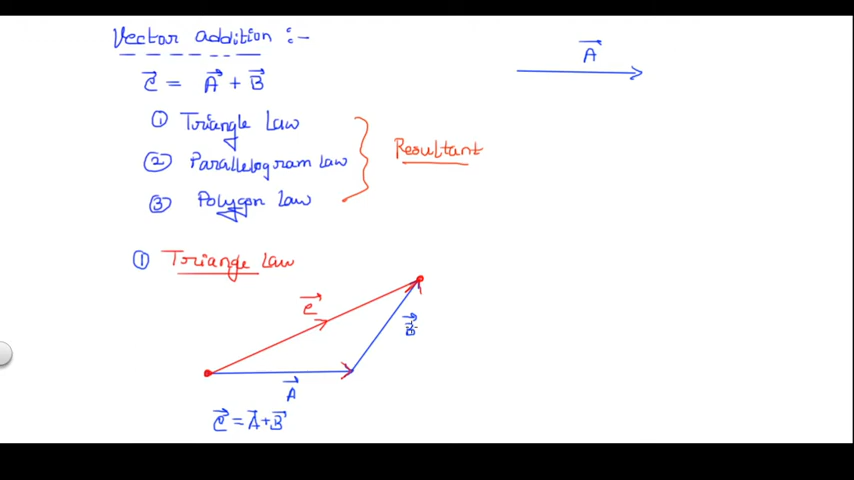 Vector addition :-
C⃗ = A⃗ + B⃗
① Triangle Law
② Parallelogram Law
③ Polygon Law
Resultant
A⃗
① Triangle Law
C⃗
B⃗
A⃗
C⃗ = A⃗ + B⃗